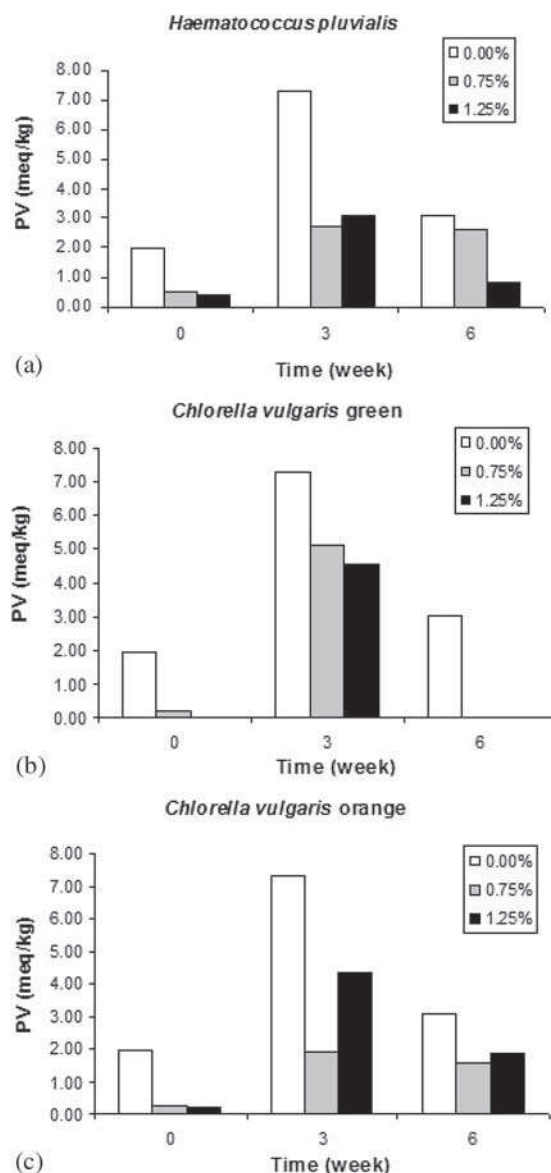 Haematococcus pluvialis
0.00%
0.75%
1.25%
8.00
7.00
6.00
5.00
4.00
3.00
2.00
1.00
0.00
PV (meq/kg)
0 3 6
Time (week)
(a)
Chlorella vulgaris green
0.00%
0.75%
1.25%
8.00
7.00
6.00
5.00
4.00
3.00
2.00
1.00
0.00
PV (meq/kg)
0 3 6
Time (week)
(b)
Chlorella vulgaris orange
0.00%
0.75%
1.25%
8.00
7.00
6.00
5.00
4.00
3.00
2.00
1.00
0.00
PV (meq/kg)
0 3 6
Time (week)
(c)